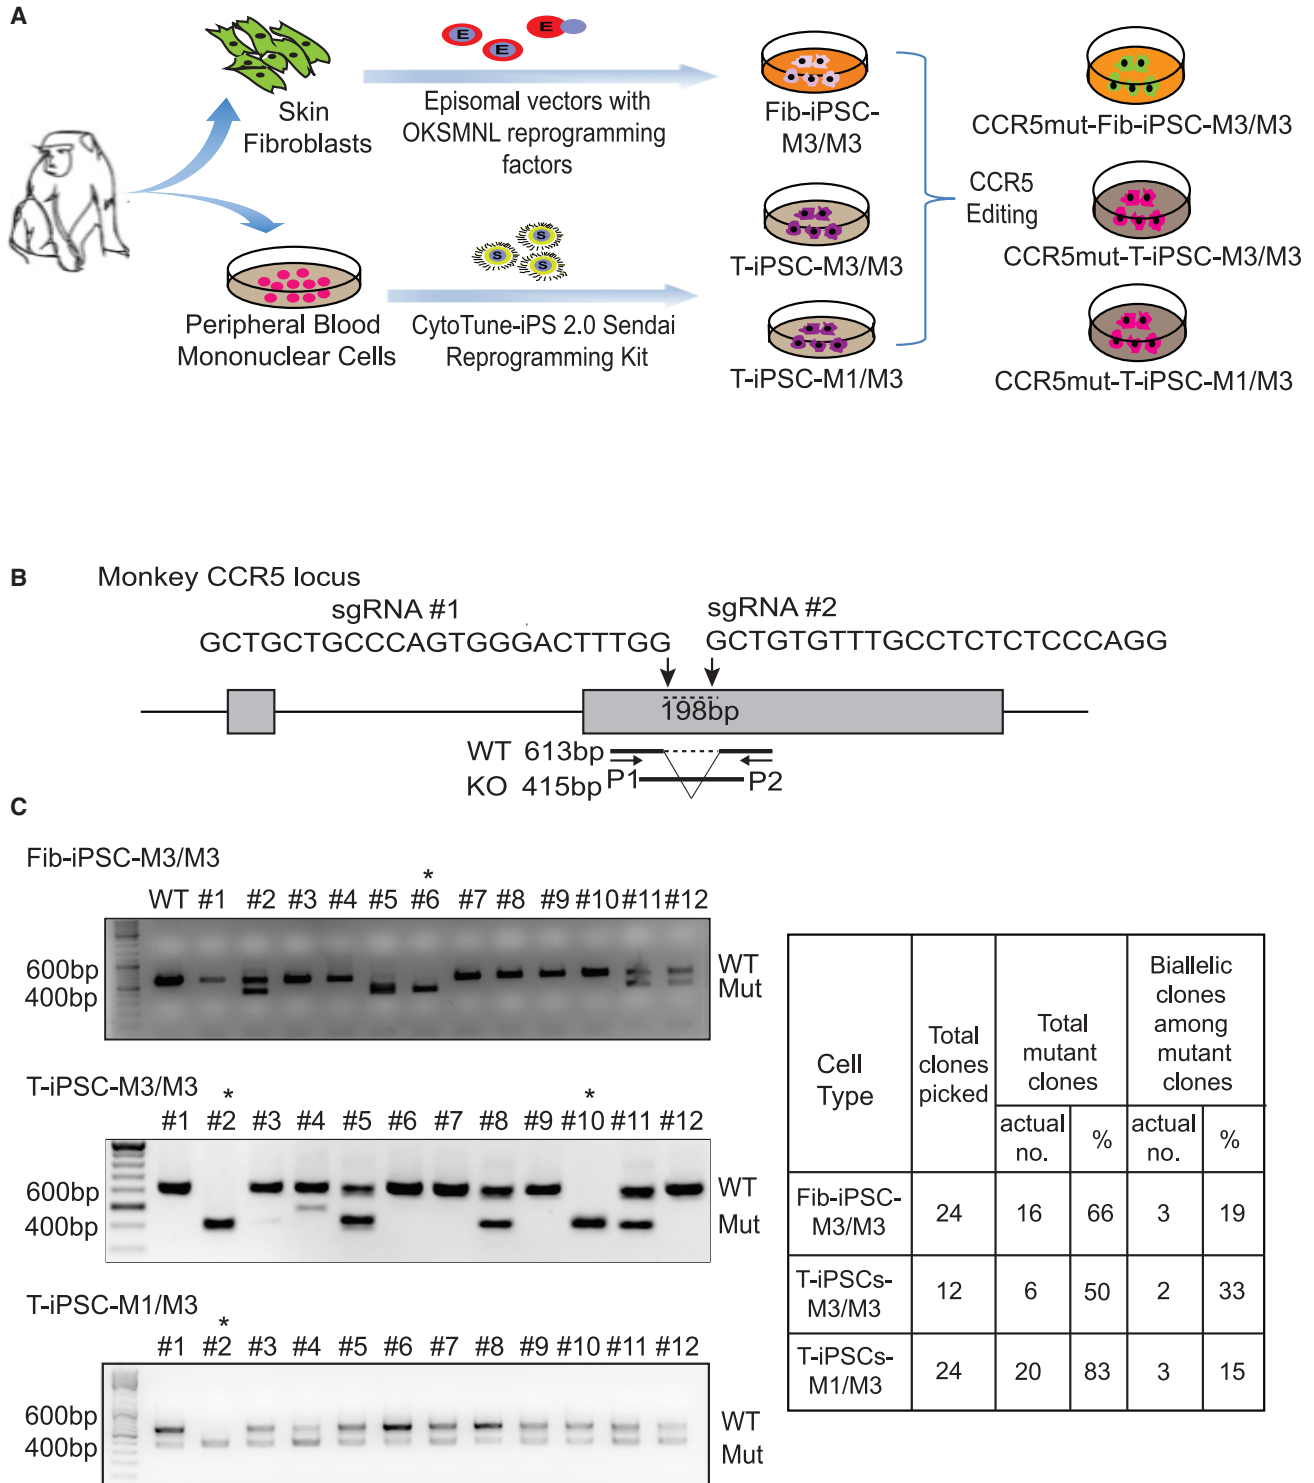 A
E
E
E
Skin
Fibroblasts
Episomal vectors with
OKSMNL reprogramming
factors
Fib-iPSC-
M3/M3
CCR5mut-Fib-iPSC-M3/M3
S
S
S
Peripheral Blood
Mononuclear Cells
CytoTune-iPS 2.0 Sendai
Reprogramming Kit
T-iPSC-M3/M3
T-iPSC-M1/M3
CCR5
Editing
CCR5mut-T-iPSC-M3/M3
CCR5mut-T-iPSC-M1/M3
B
Monkey CCR5 locus
sgRNA #1
sgRNA #2
GCTGCTGCCCAGTGGGACTTTGG
GCTGTGTTTGCCTCTCTCCCAGG
198bp
WT 613bp
KO 415bp
P1
P2
C
Fib-iPSC-M3/M3
*
WT #1 #2 #3 #4 #5 #6 #7 #8 #9 #10 #11 #12
600bp
400bp
WT
Mut
T-iPSC-M3/M3
* *
#1 #2 #3 #4 #5 #6 #7 #8 #9 #10 #11 #12
600bp
400bp
WT
Mut
T-iPSC-M1/M3
*
#1 #2 #3 #4 #5 #6 #7 #8 #9 #10 #11 #12
600bp
400bp
WT
Mut
Cell
Type
Total
clones
picked
Total
mutant
clones
Biallelic
clones
among
mutant
clones
actual
no.
%
actual
no.
%
Fib-iPSC-
M3/M3
24 16 66 3 19
T-iPSCs-
M3/M3
12 6 50 2 33
T-iPSCs-
M1/M3
24 20 83 3 15